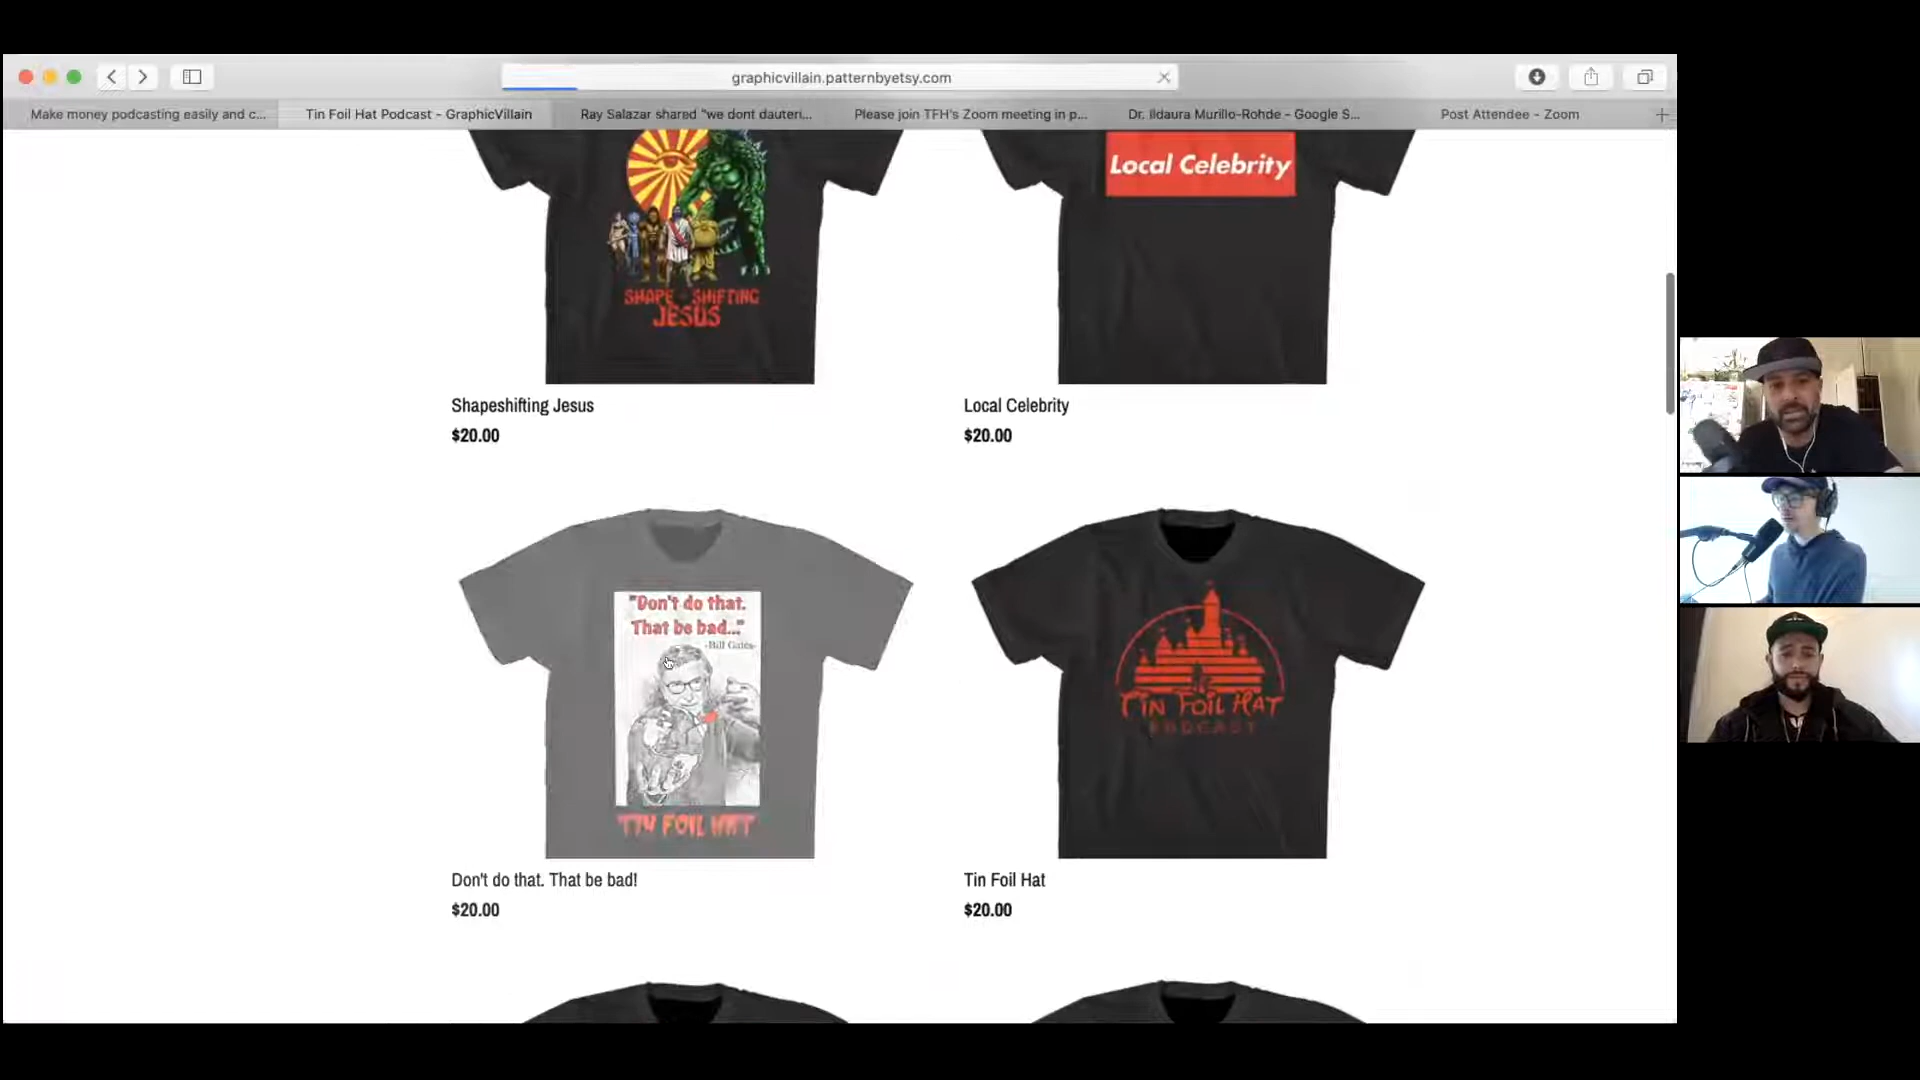 graphicvillain.patternbyetsy.com
Make money podcasting easily and c...
Tin Foil Hat Podcast - GraphicVillain
Ray Salazar shared "we dont dauteri...
Please join TFH's Zoom meeting in p...
Dr. Ildaura Murillo-Rohde - Google S...
Post Attendee - Zoom
SHAPE SHIFTING
JESUS
Local Celebrity
Shapeshifting Jesus
$20.00
Local Celebrity
$20.00
"Don't do that.
That be bad..."
-Bill Gates-
TIN FOIL HAT
TIN FOIL HAT
PODCAST
Don't do that. That be bad!
$20.00
Tin Foil Hat
$20.00